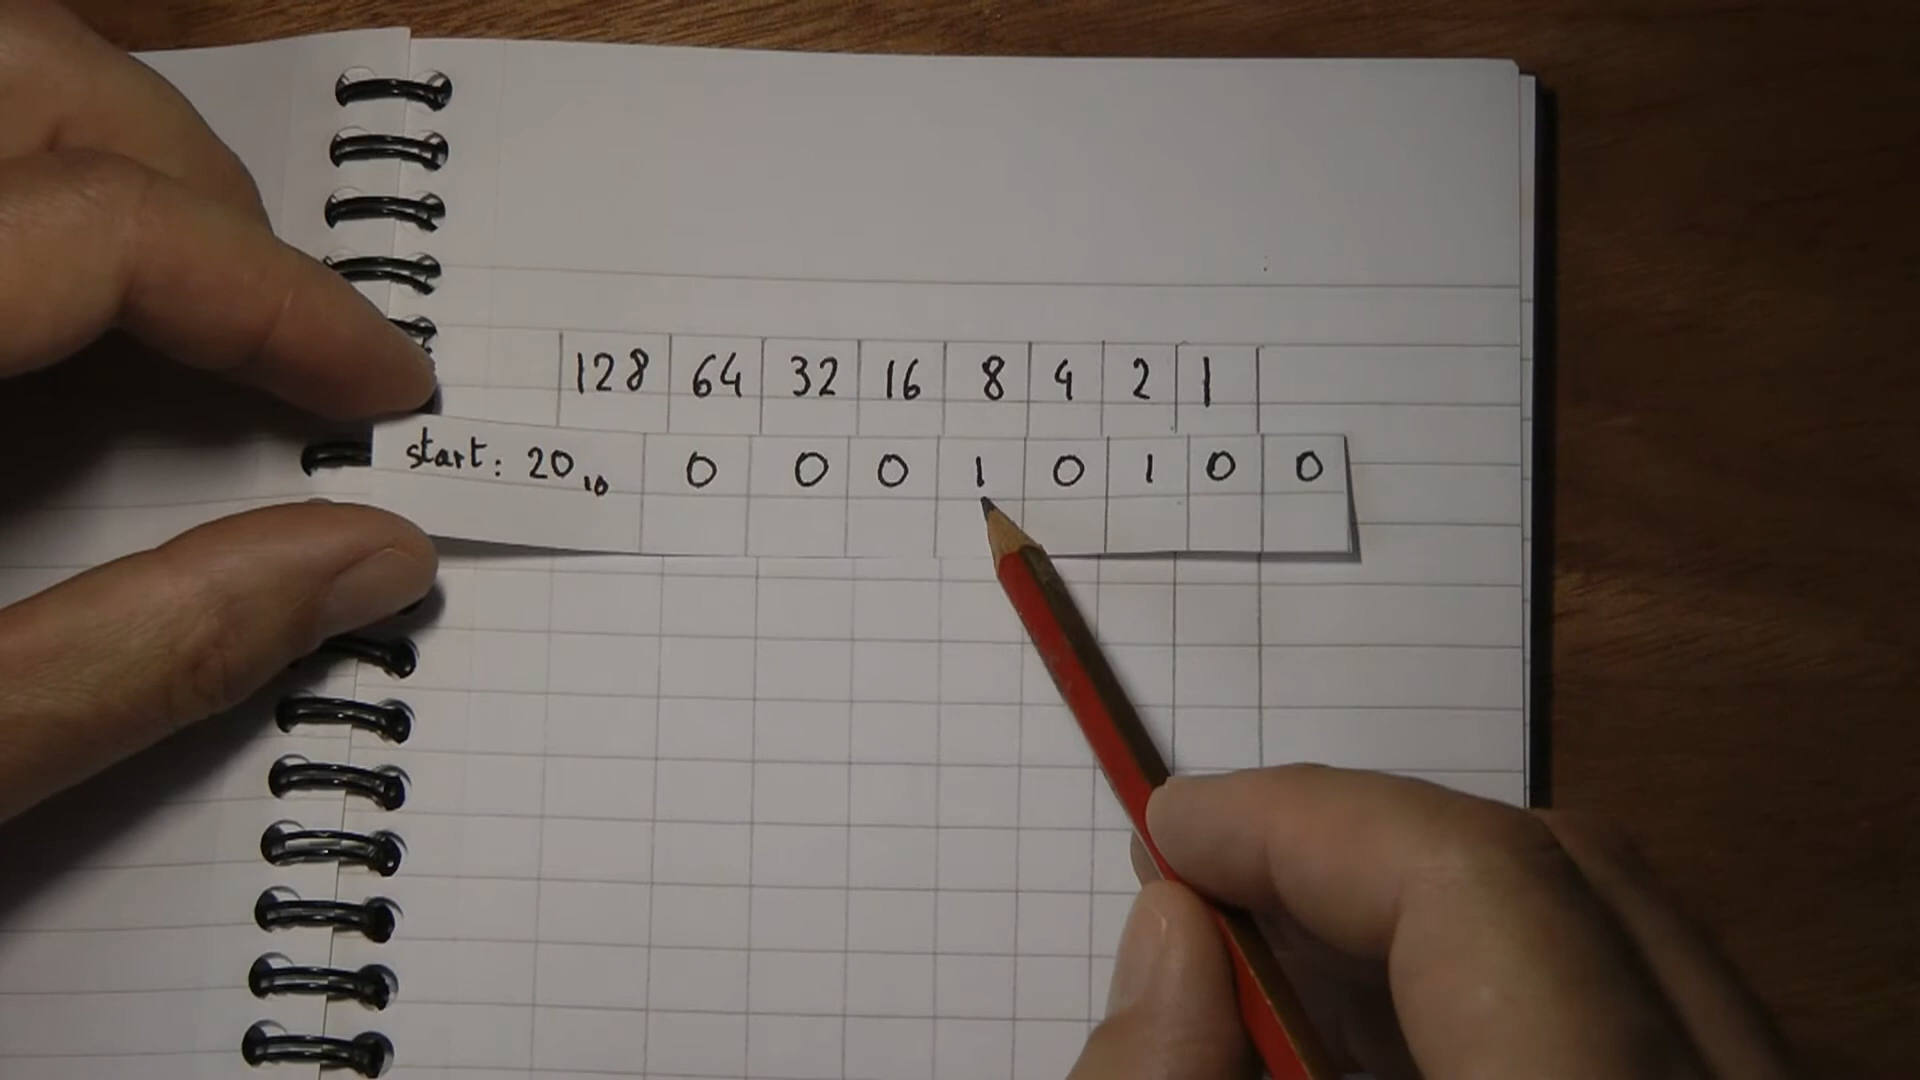 128 64 32 16 8 4 2 1
start: 20₁₀ 0 0 0 1 0 1 0 0